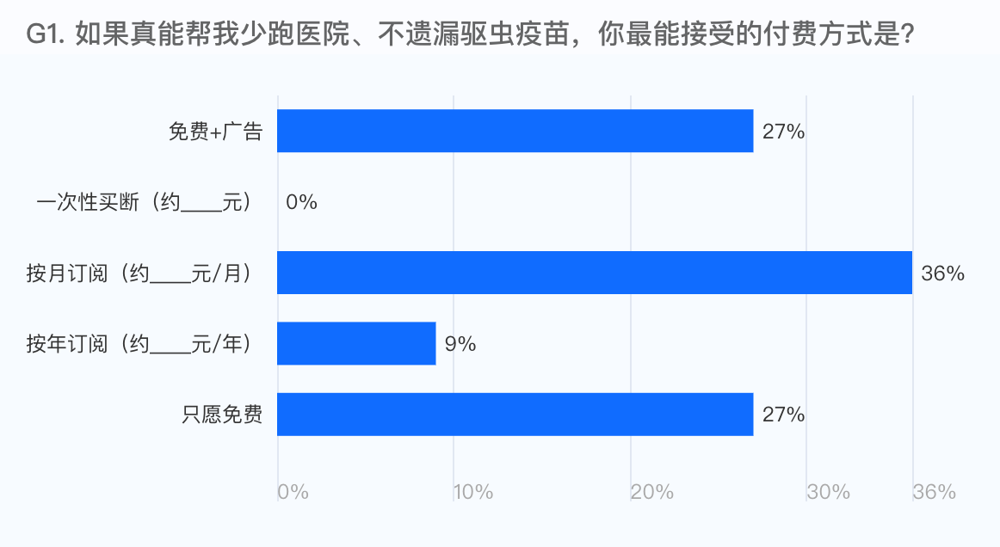 G1. 如果真能帮我少跑医院、不遗漏驱虫疫苗，你最能接受的付费方式是?
免费+广告 27%
一次性买断（约____元） 0%
按月订阅（约____元/月） 36%
按年订阅（约____元/年） 9%
只愿免费 27%
0% 10% 20% 30% 36%